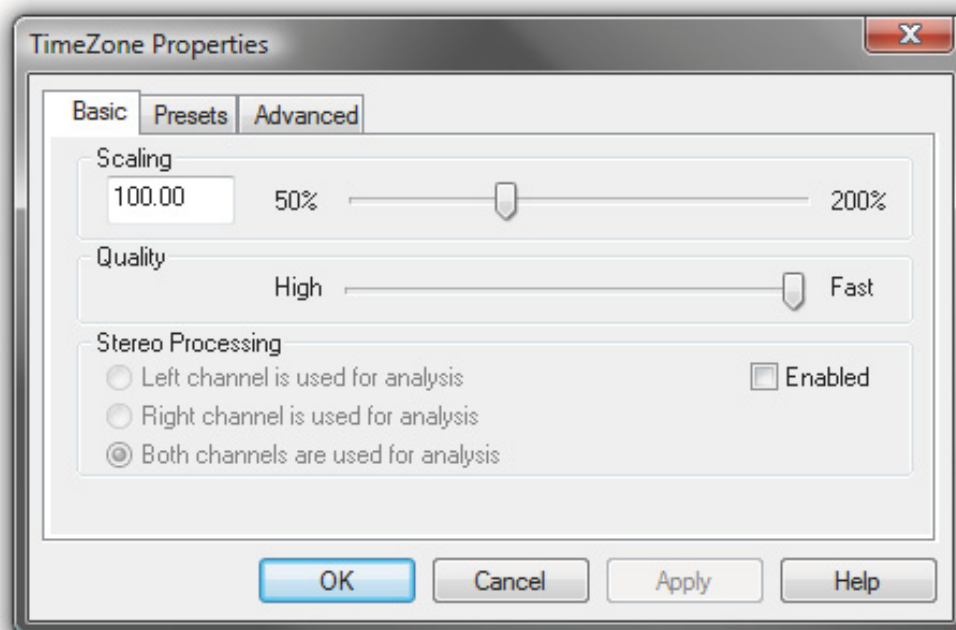 TimeZone Properties
Basic Presets Advanced
Scaling
100.00 50% 200%
Quality
High Fast
Stereo Processing
Left channel is used for analysis Enabled
Right channel is used for analysis
Both channels are used for analysis
OK Cancel Apply Help